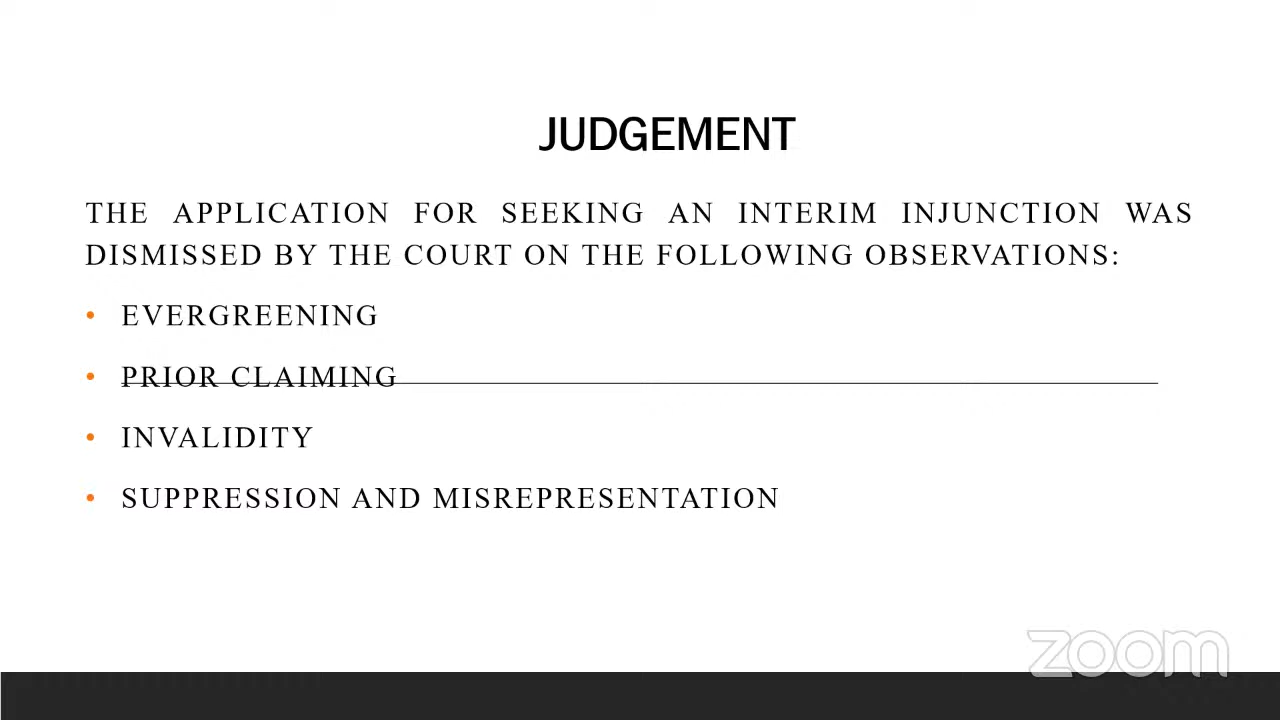 JUDGEMENT
THE APPLICATION FOR SEEKING AN INTERIM INJUNCTION WAS
DISMISSED BY THE COURT ON THE FOLLOWING OBSERVATIONS:
• EVERGREENING
• PRIOR CLAIMING
• INVALIDITY
• SUPPRESSION AND MISREPRESENTATION
zoom